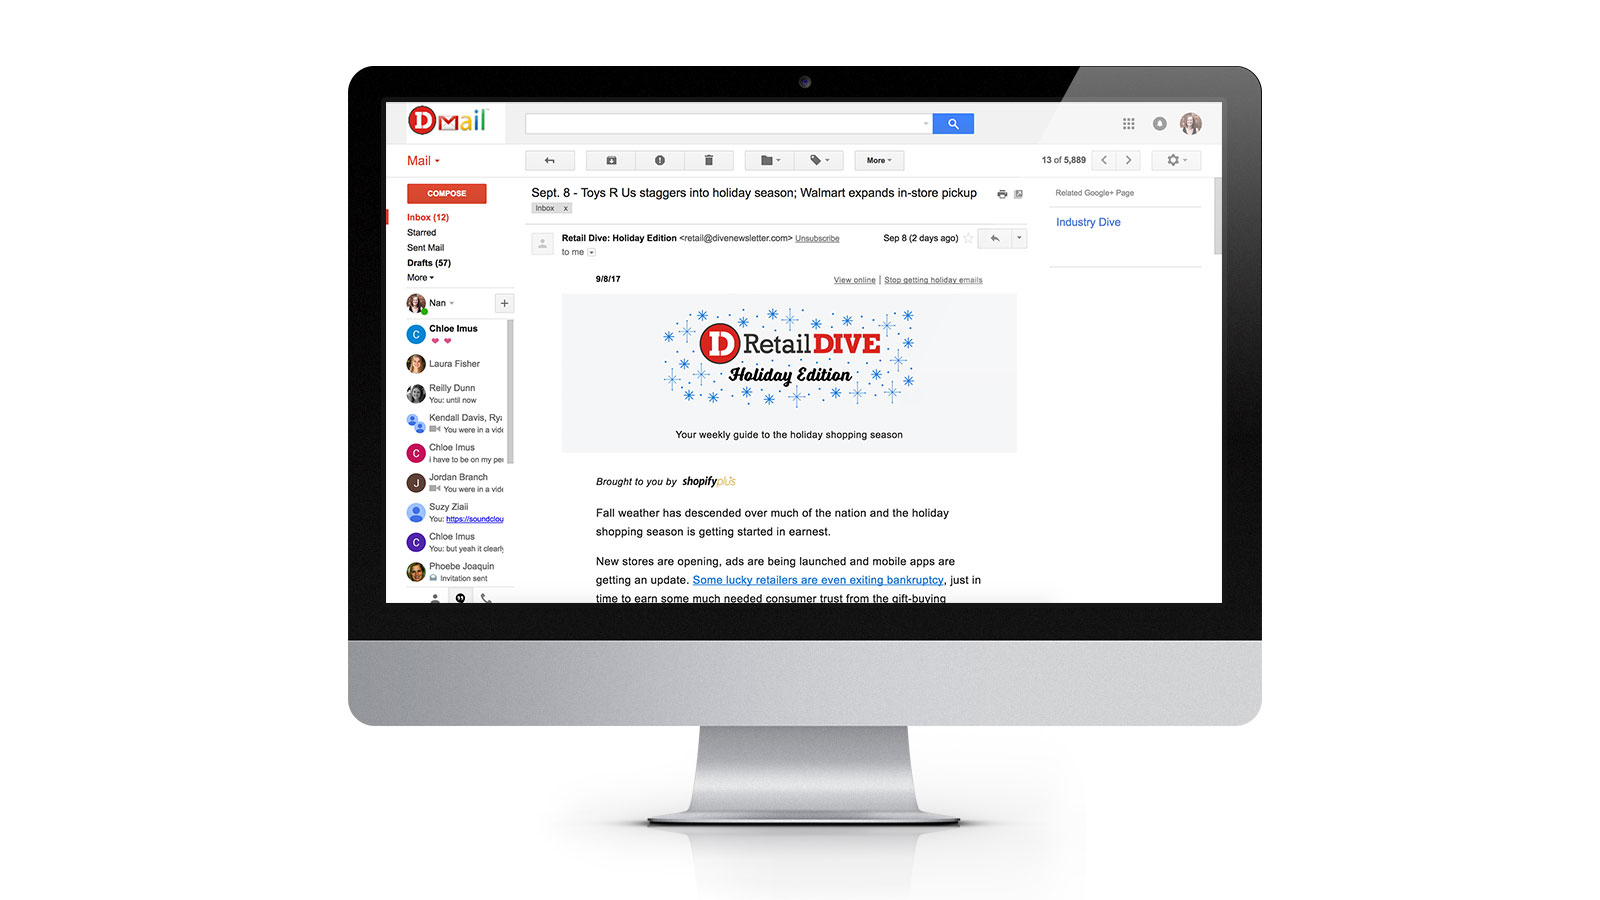 D Mail
Mail
More
13 of 5,889
COMPOSE
Inbox (12)
Starred
Sent Mail
Drafts (57)
More
Nan
+
C Chloe Imus
Laura Fisher
Reilly Dunn
You: until now
Kendall Davis, Rya
You were in a vide
C Chloe Imus
i have to be on my per
J Jordan Branch
You were in a vide
Suzy Ziaii
You: https://soundclou
C Chloe Imus
You: but yeah it clearly
Phoebe Joaquin
Invitation sent
Sept. 8 - Toys R Us staggers into holiday season; Walmart expands in-store pickup
Inbox x
Retail Dive: Holiday Edition <retail@divenewsletter.com> Unsubscribe
Sep 8 (2 days ago)
to me
9/8/17
View online | Stop getting holiday emails
D Retail DIVE
Holiday Edition
Your weekly guide to the holiday shopping season
Brought to you by shopifyplus
Fall weather has descended over much of the nation and the holiday
shopping season is getting started in earnest.
New stores are opening, ads are being launched and mobile apps are
getting an update. Some lucky retailers are even exiting bankruptcy, just in
time to earn some much needed consumer trust from the gift-buying
Related Google+ Page
Industry Dive